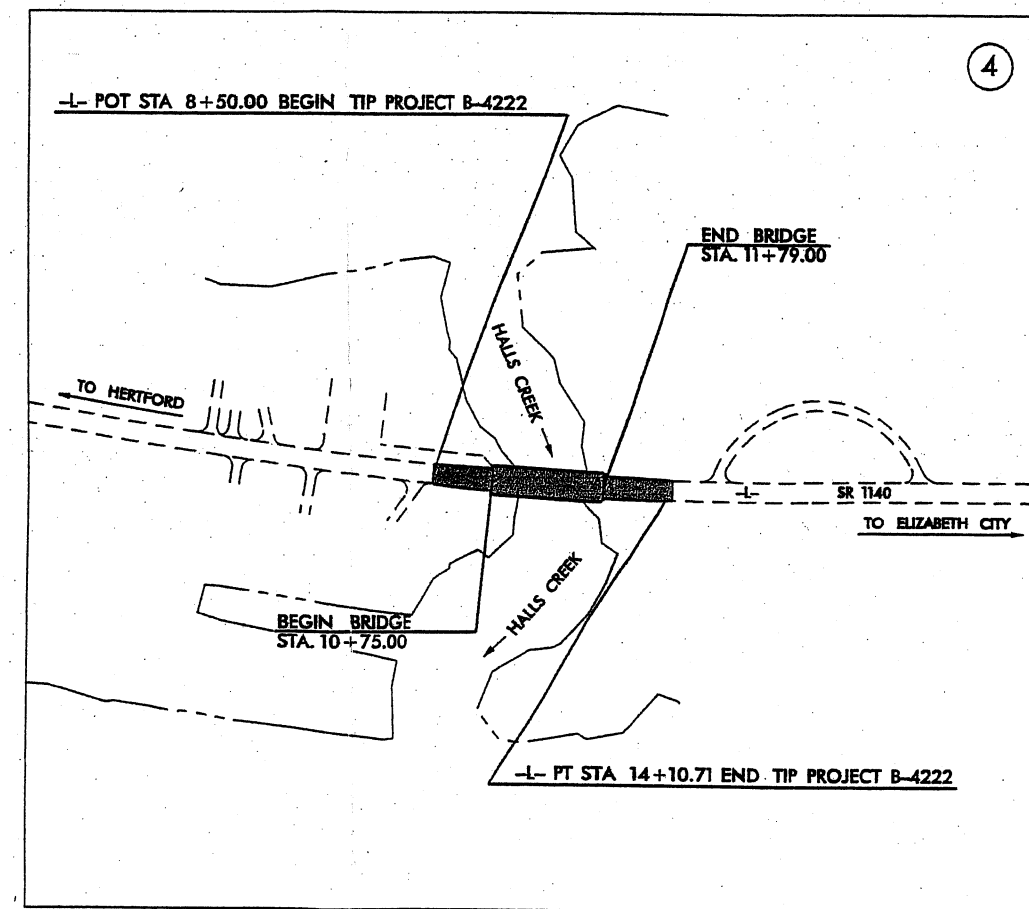 4
-L- POT STA 8+50.00 BEGIN TIP PROJECT B-4222
END BRIDGE
STA. 11+79.00
HALLS CREEK
TO HERTFORD
-L-
SR 1140
TO ELIZABETH CITY
HALLS CREEK
BEGIN BRIDGE
STA. 10+75.00
-L- PT STA 14+10.71 END TIP PROJECT B-4222